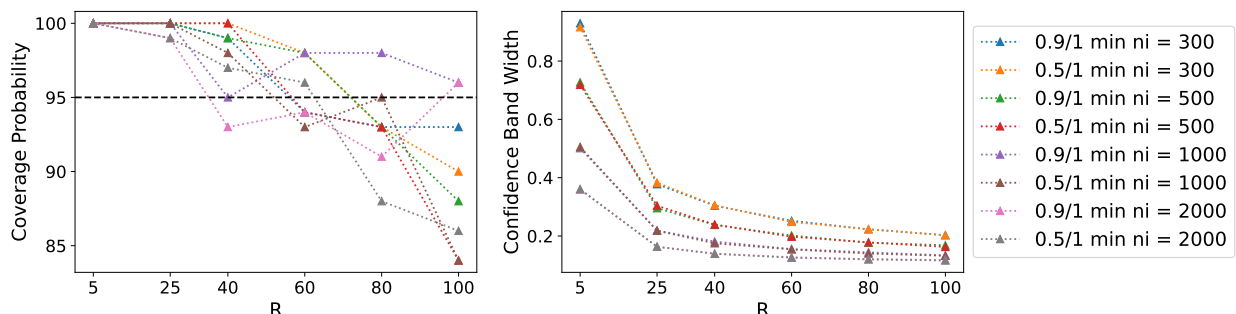 100
95
90
85
Coverage Probability
5 25 40 60 80 100
R
0.8
0.6
0.4
0.2
Confidence Band Width
5 25 40 60 80 100
R
0.9/1 min ni = 300
0.5/1 min ni = 300
0.9/1 min ni = 500
0.5/1 min ni = 500
0.9/1 min ni = 1000
0.5/1 min ni = 1000
0.9/1 min ni = 2000
0.5/1 min ni = 2000